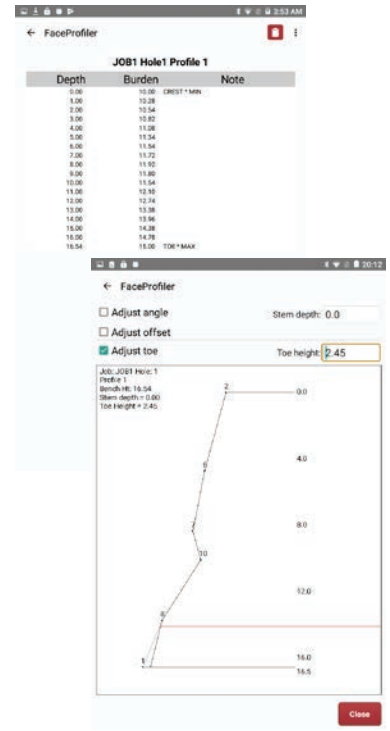 2:53 AM
← FaceProfiler
JOB1 Hole1 Profile 1
Depth Burden Note
0.00 10.00 CREST * MIN
1.00 10.28
2.00 10.54
3.00 10.82
4.00 11.08
5.00 11.34
6.00 11.54
7.00 11.72
8.00 11.92
9.00 11.80
10.00 11.54
11.00 12.10
12.00 12.74
13.00 13.38
14.00 13.96
15.00 14.38
16.00 14.78
16.54 15.00 TOE * MAX
20:12
← FaceProfiler
Adjust angle Stem depth: 0.0
Adjust offset
Adjust toe Toe height: 2.45
Job: JOB1 Hole: 1
Profile 1
Bench Ht: 16.54
Stem depth = 0.00
Toe Height = 2.45
2 0.0
4.0
8.0
10
12.0
16.0
16.5
Close